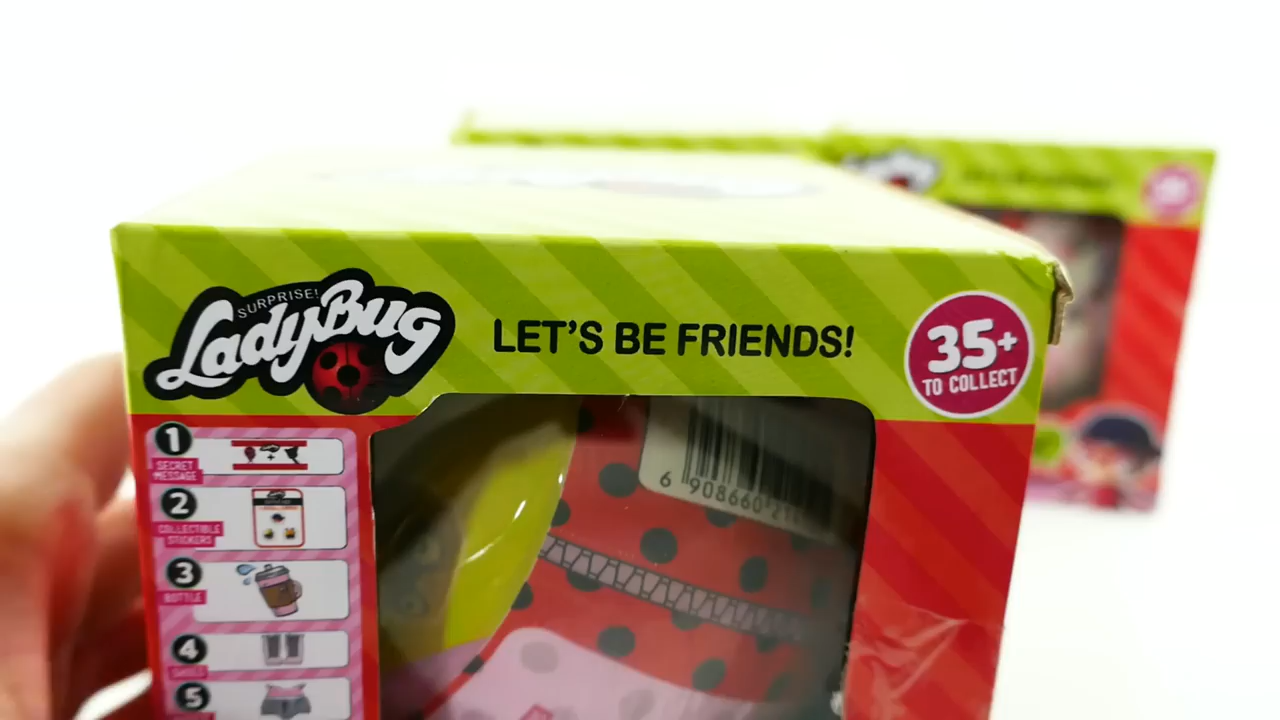 SURPRISE!
LadyBug
LET'S BE FRIENDS!
35+
TO COLLECT
1
SECRET
MESSAGE
2
COLLECTIBLE
STICKERS
3
BOTTLE
4
5
6 908660